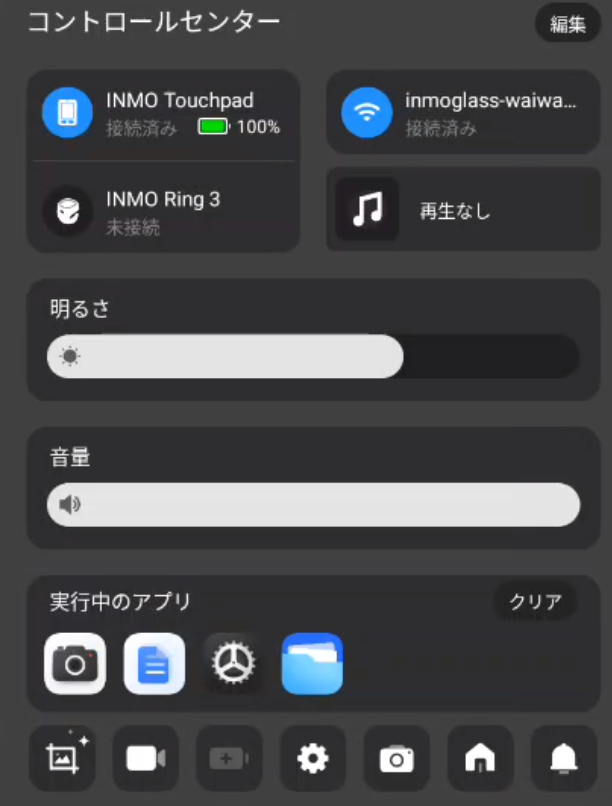 コントロールセンター
編集
INMO Touchpad
接続済み 100%
inmoglass-waiwa...
接続済み
INMO Ring 3
未接続
再生なし
明るさ
音量
実行中のアプリ
クリア